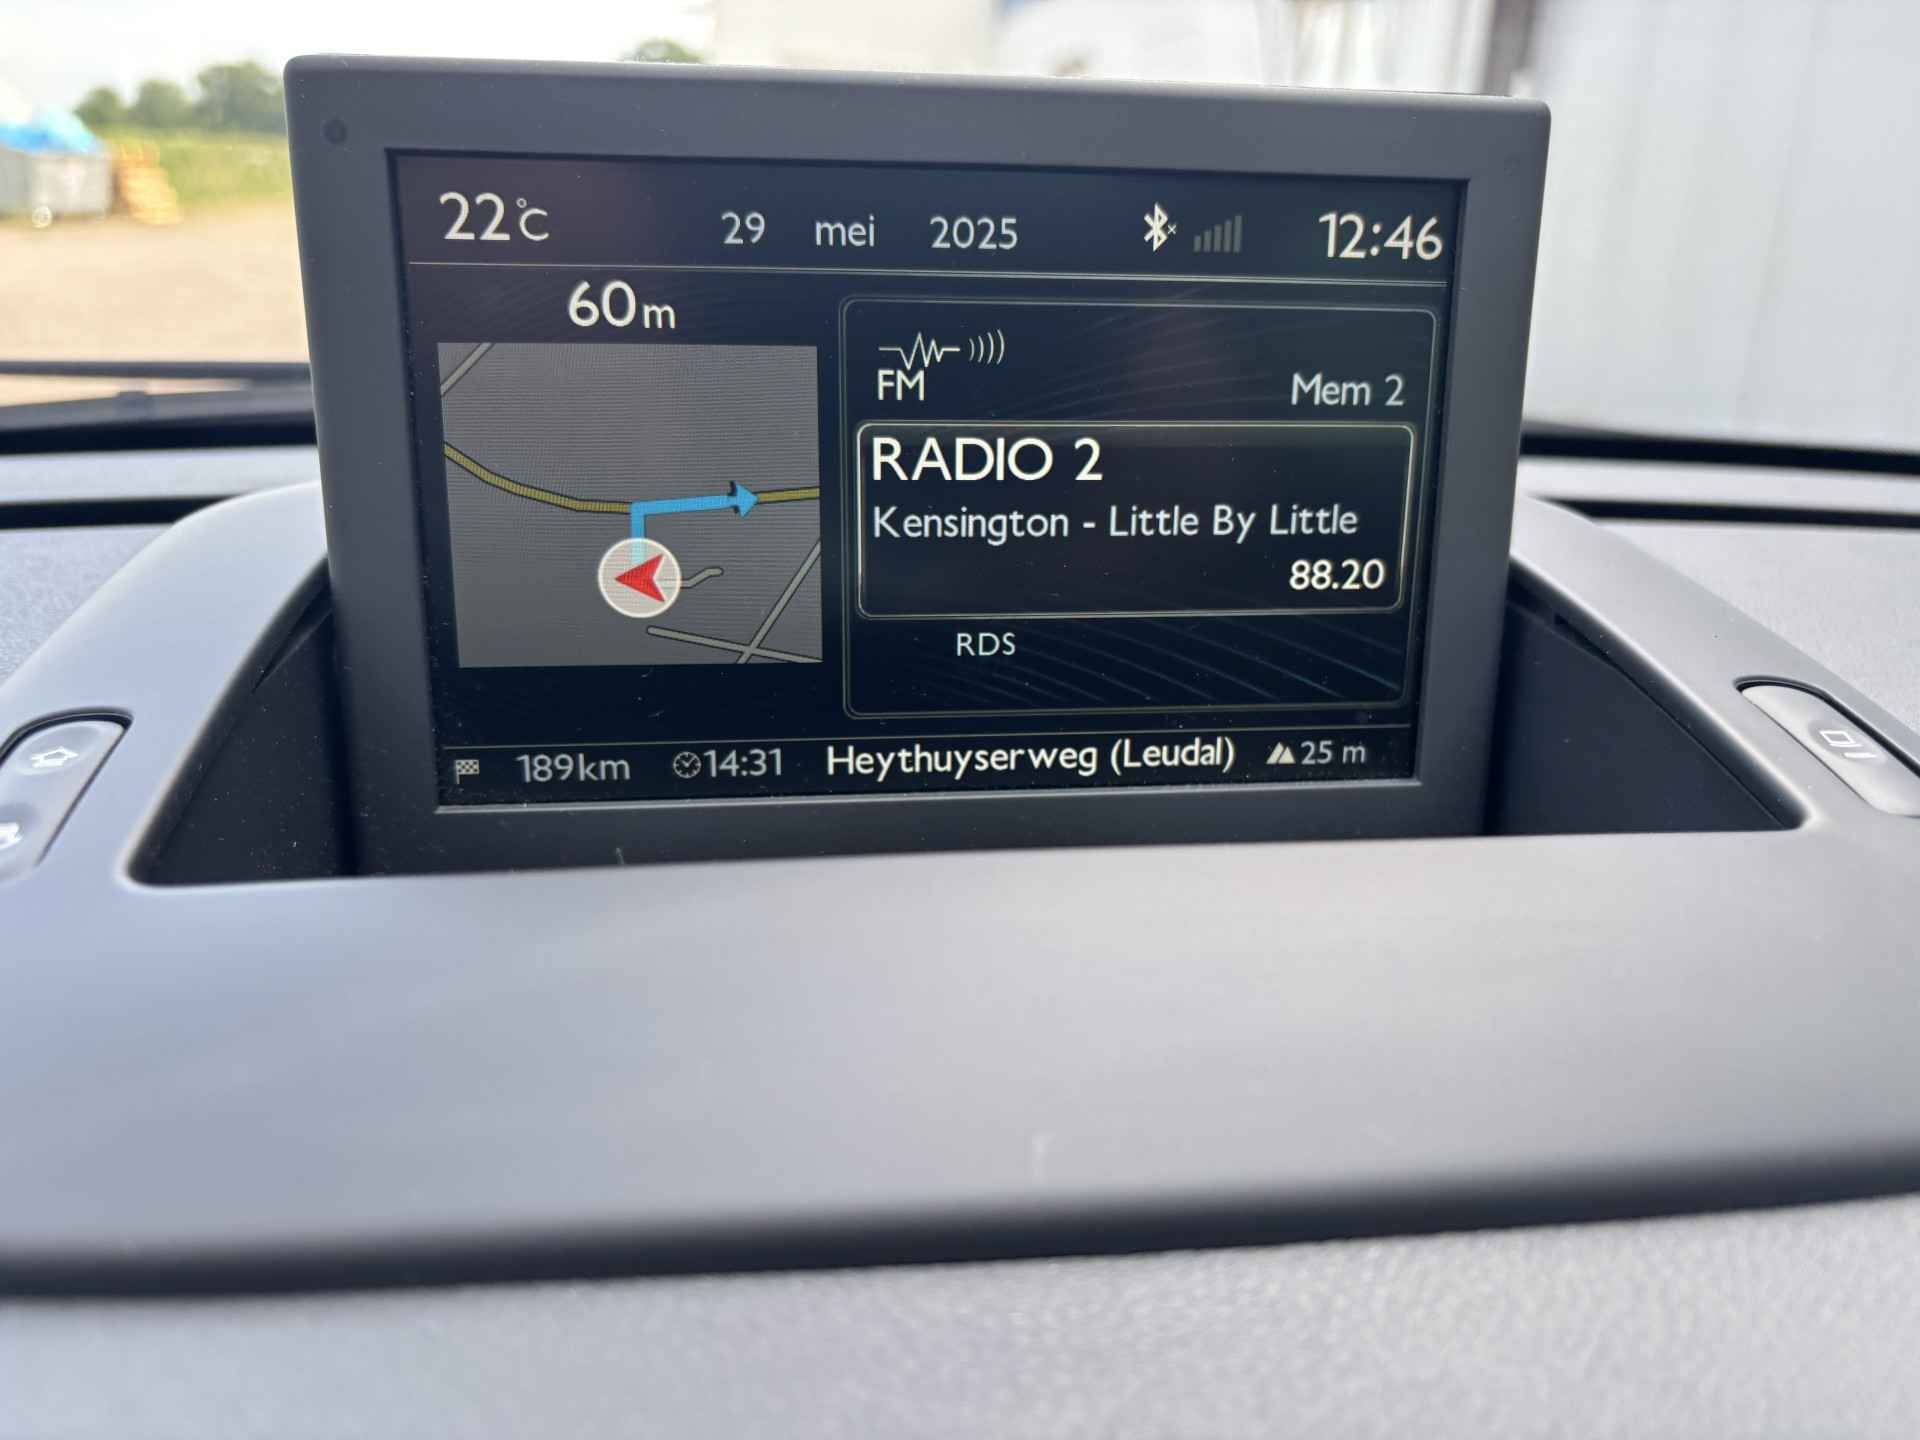 22°C 29 mei 2025 12:46
60m
FM
Mem 2
RADIO 2
Kensington - Little By Little
88.20
RDS
189km 14:31 Heythuyserweg (Leudal) 25 m